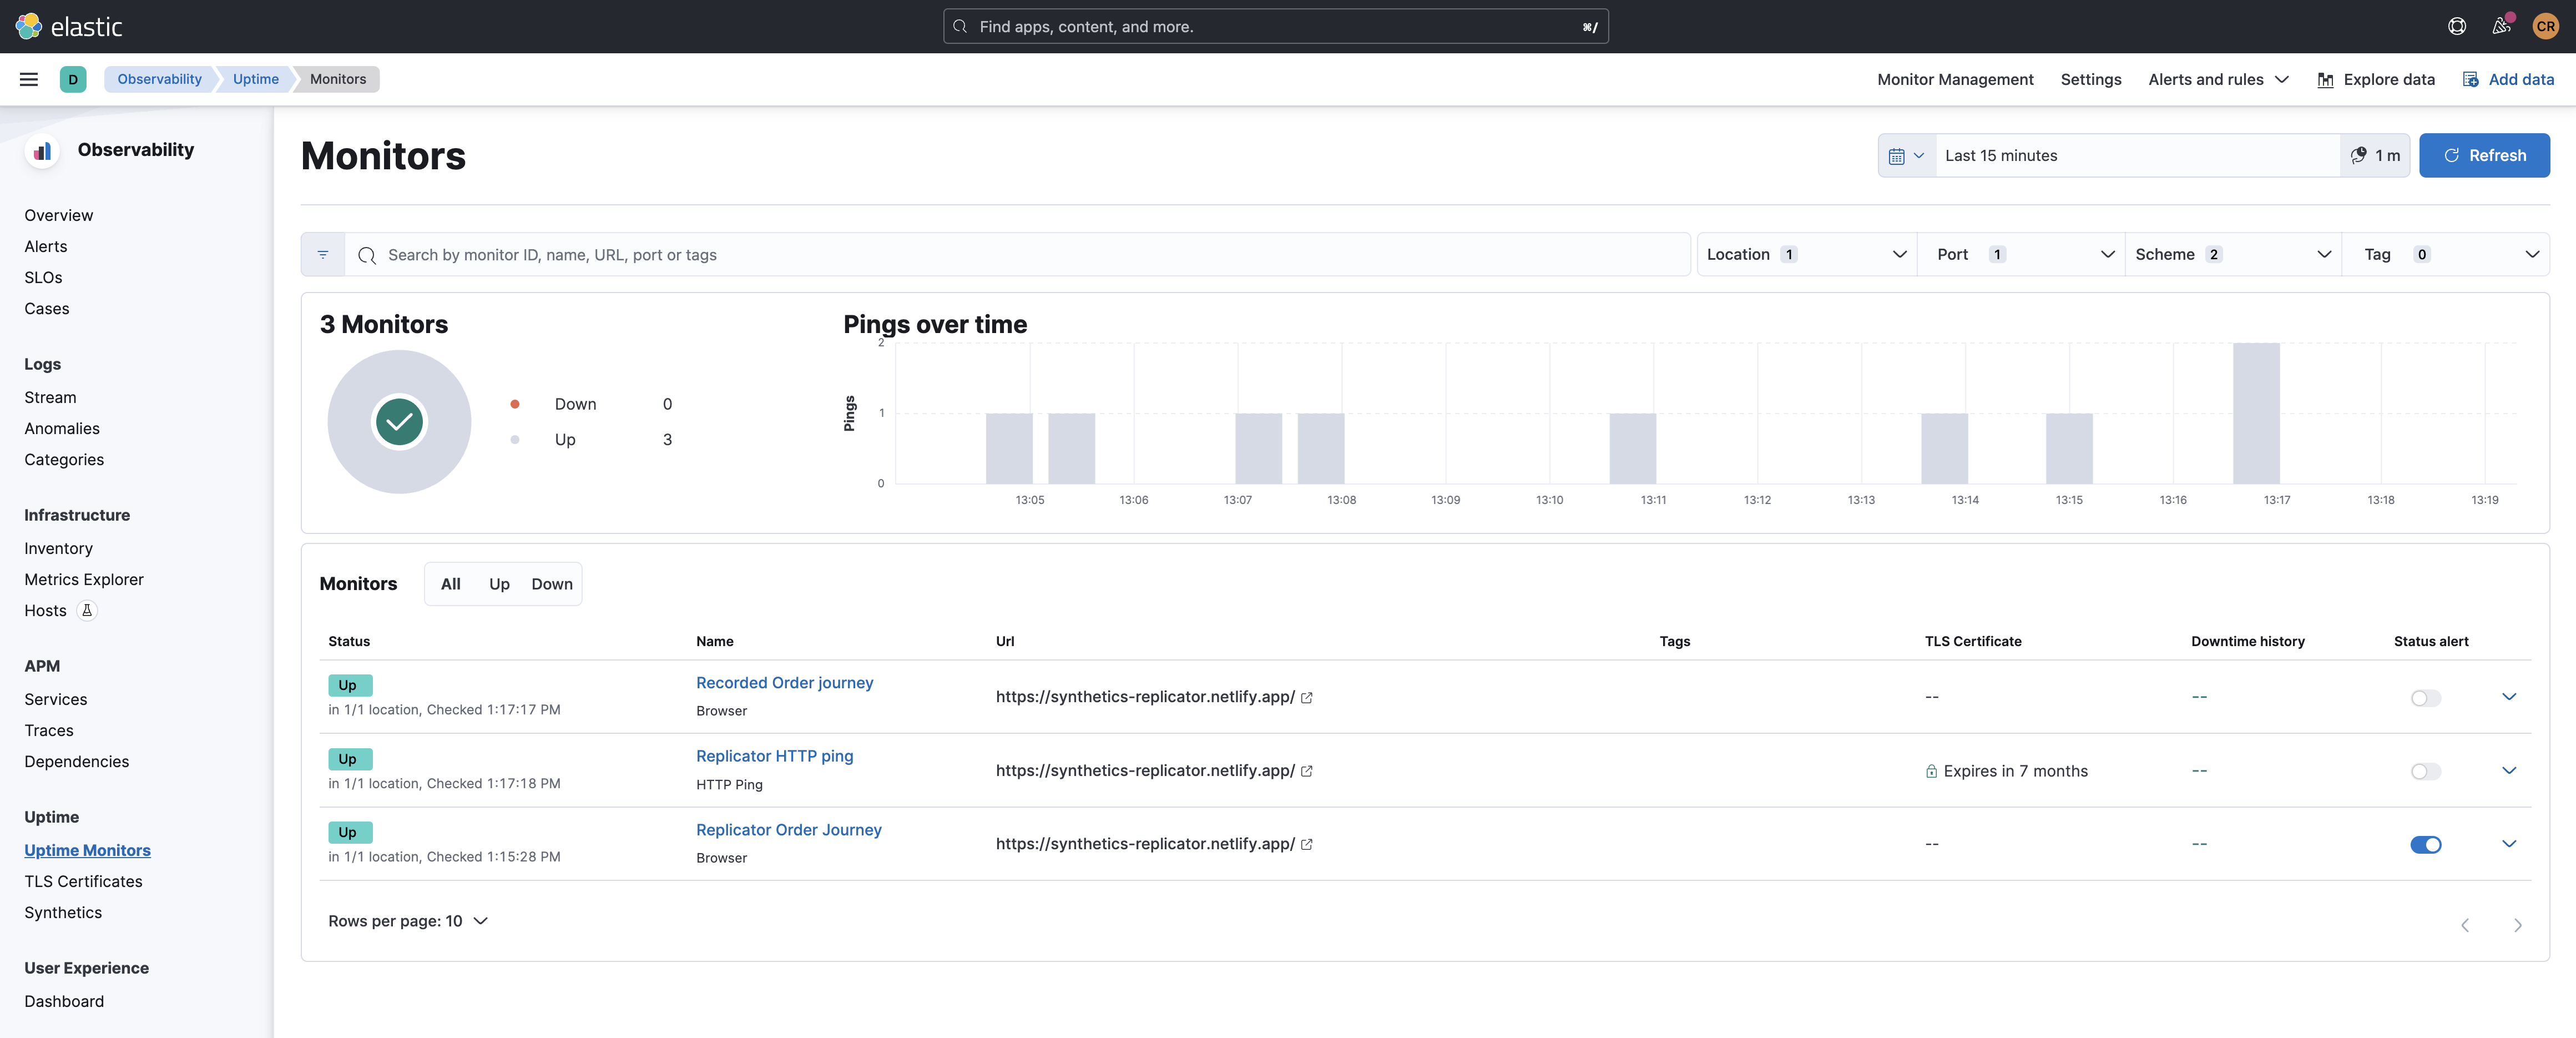 elastic
Find apps, content, and more.
⌘/
CR
D
Observability
Uptime
Monitors
Monitor Management
Settings
Alerts and rules
Explore data
Add data
Observability
Overview
Alerts
SLOs
Cases
Logs
Stream
Anomalies
Categories
Infrastructure
Inventory
Metrics Explorer
Hosts
APM
Services
Traces
Dependencies
Uptime
Uptime Monitors
TLS Certificates
Synthetics
User Experience
Dashboard
Monitors
Last 15 minutes
1 m
Refresh
Search by monitor ID, name, URL, port or tags
Location 1
Port 1
Scheme 2
Tag 0
3 Monitors
Down 0
Up 3
Pings over time
Pings
2
1
0
13:05 13:06 13:07 13:08 13:09 13:10 13:11 13:12 13:13 13:14 13:15 13:16 13:17 13:18 13:19
Monitors
All Up Down
Status Name Url Tags TLS Certificate Downtime history Status alert
Up
in 1/1 location, Checked 1:17:17 PM
Recorded Order journey
Browser
https://synthetics-replicator.netlify.app/
--
--
Up
in 1/1 location, Checked 1:17:18 PM
Replicator HTTP ping
HTTP Ping
https://synthetics-replicator.netlify.app/
Expires in 7 months
--
Up
in 1/1 location, Checked 1:15:28 PM
Replicator Order Journey
Browser
https://synthetics-replicator.netlify.app/
--
--
Rows per page: 10